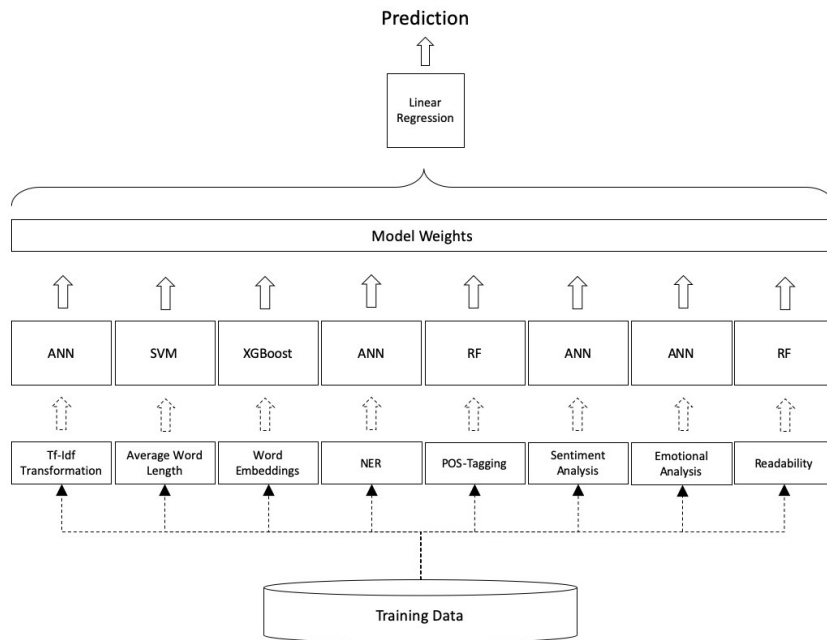 Prediction
Linear
Regression
Model Weights
ANN
SVM
XGBoost
ANN
RF
ANN
ANN
RF
Tf-Idf
Transformation
Average Word
Length
Word
Embeddings
NER
POS-Tagging
Sentiment
Analysis
Emotional
Analysis
Readability
Training Data